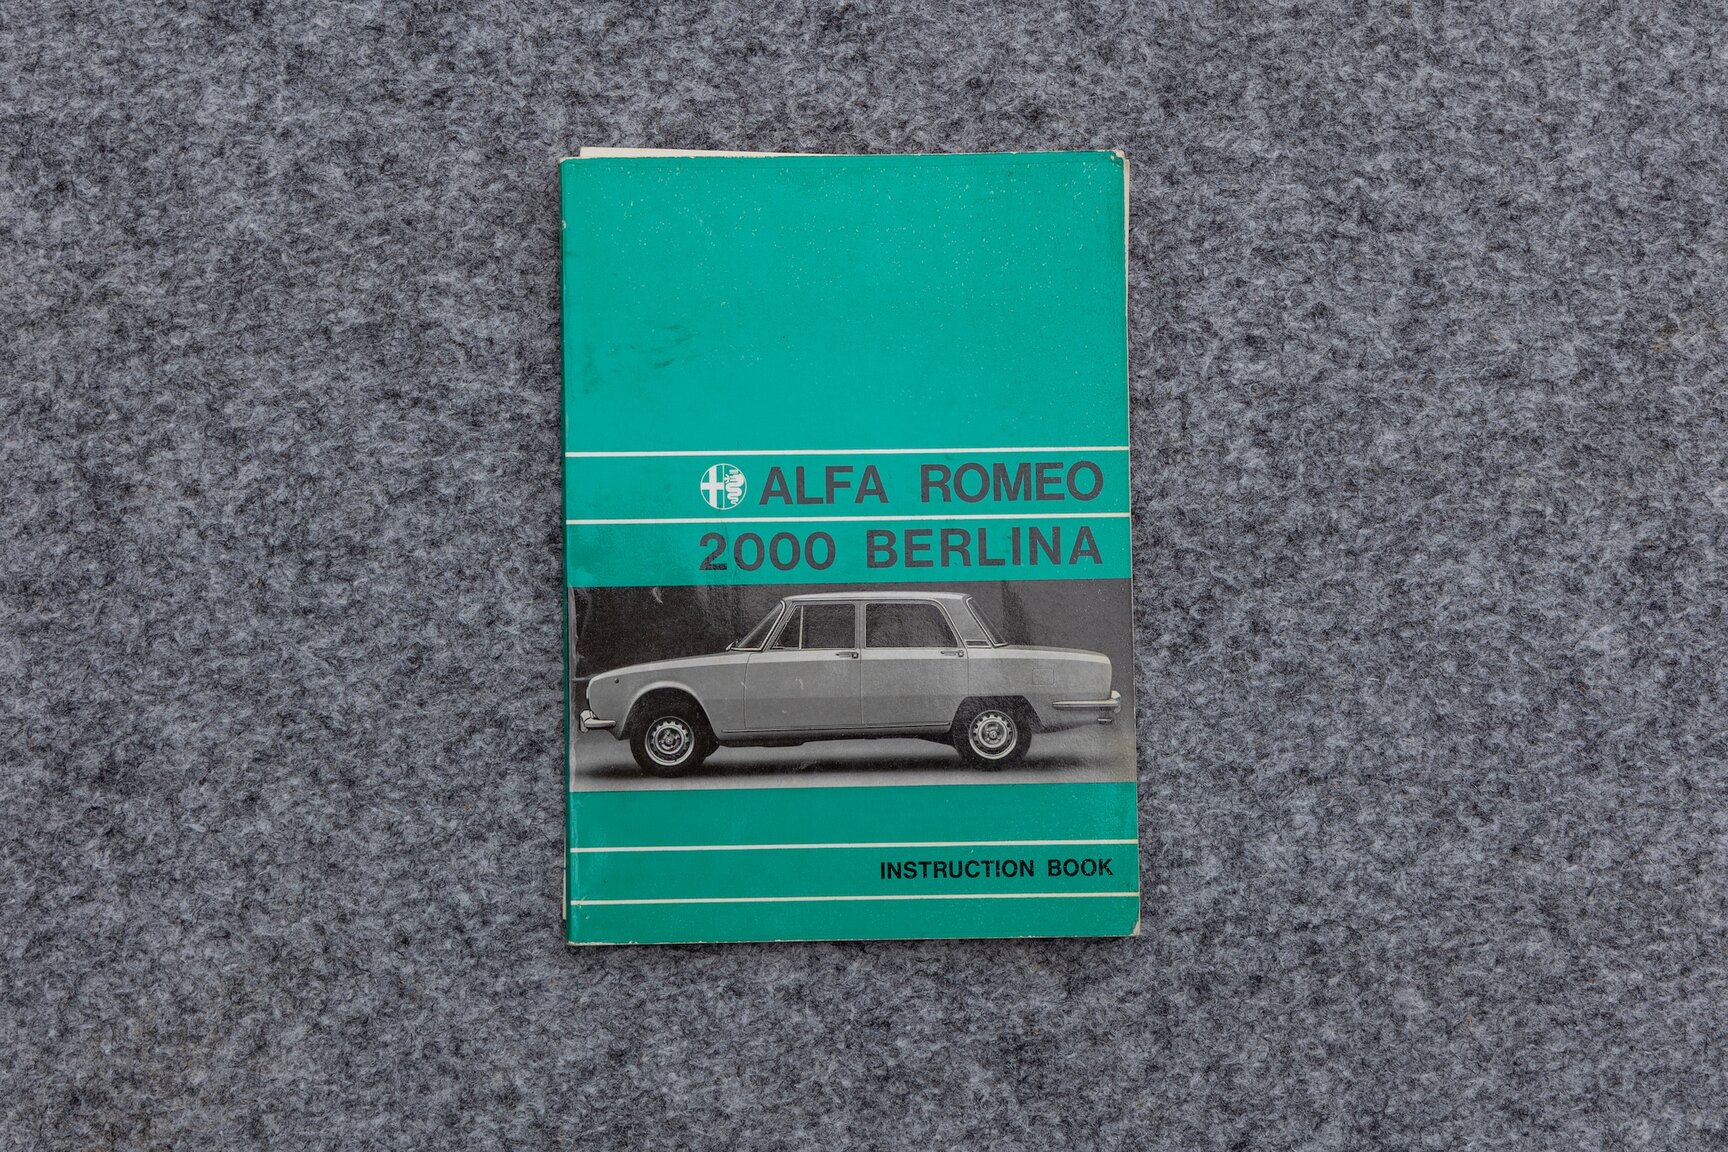 ALFA ROMEO
2000 BERLINA
INSTRUCTION BOOK